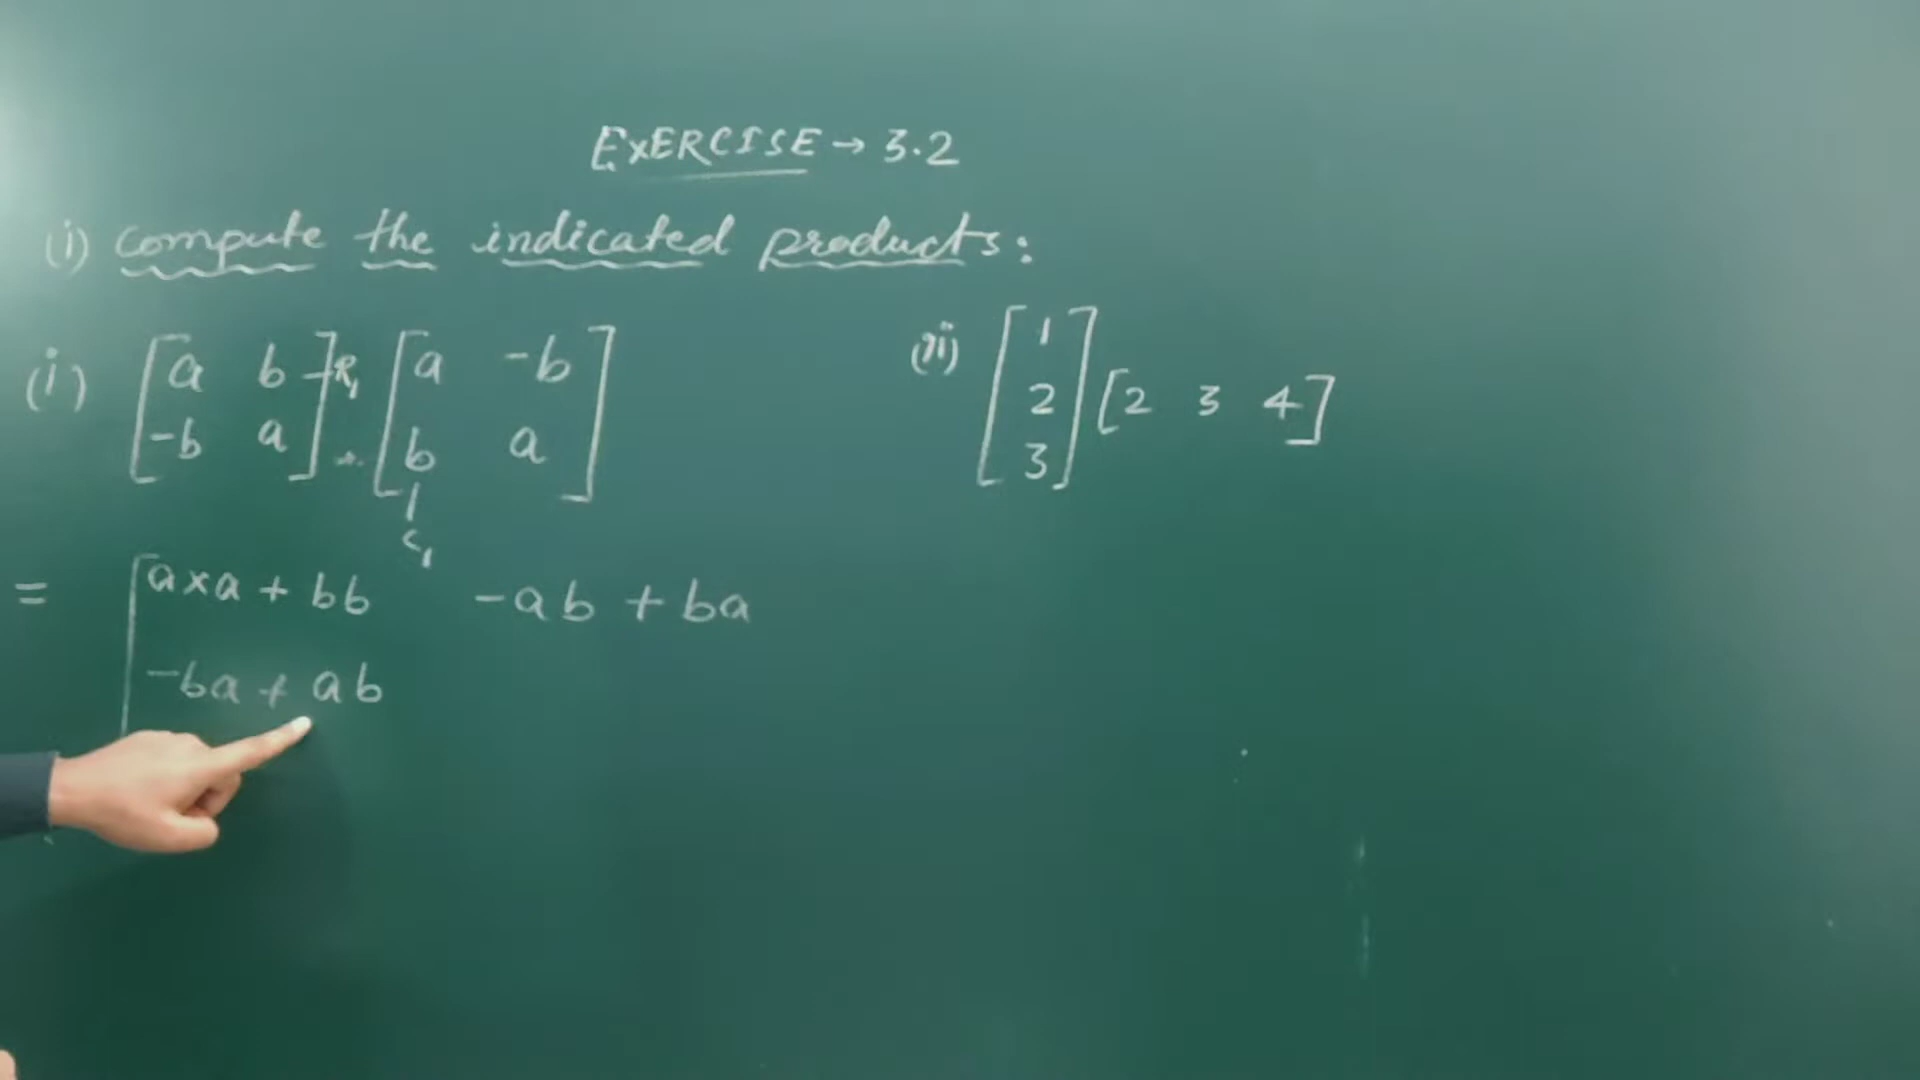 EXERCISE → 3.2
(i) compute the indicated products:
(i) [a b] R₁ [a -b]
[-b a] → [b a]
C₁
(ii) [1]
[2] [2 3 4]
[3]
= [a×a + bb -ab + ba
-ba + ab